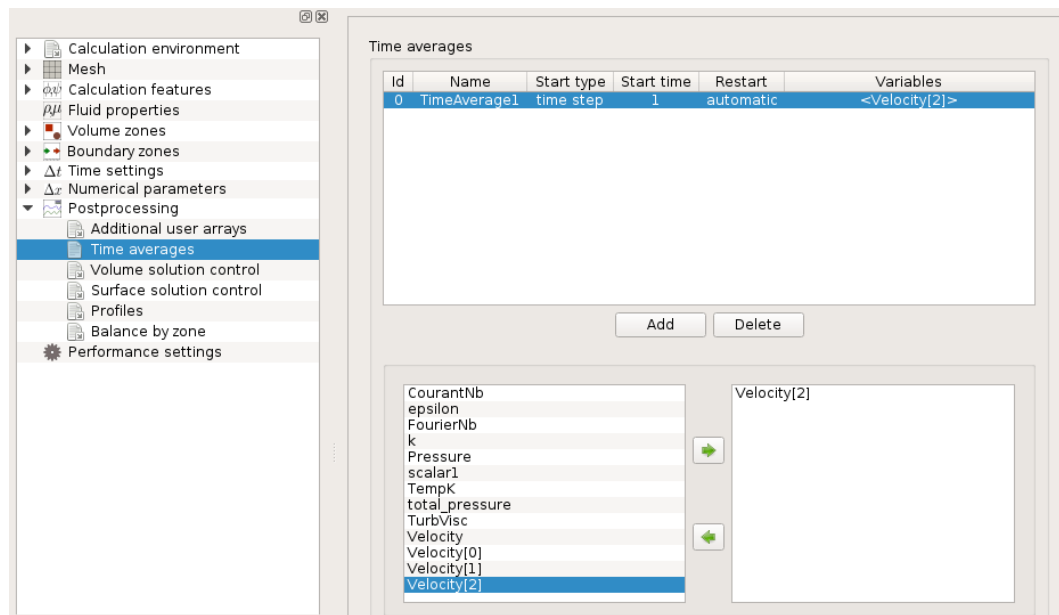 Calculation environment
Mesh
φαψ Calculation features
ρμ Fluid properties
Volume zones
Boundary zones
Δt Time settings
Δx Numerical parameters
Postprocessing
Additional user arrays
Time averages
Volume solution control
Surface solution control
Profiles
Balance by zone
Performance settings
Time averages
Id Name Start type Start time Restart Variables
0 TimeAverage1 time step 1 automatic <Velocity[2]>
Add Delete
CourantNb
epsilon
FourierNb
k
Pressure
scalar1
TempK
total_pressure
TurbVisc
Velocity
Velocity[0]
Velocity[1]
Velocity[2]
Velocity[2]